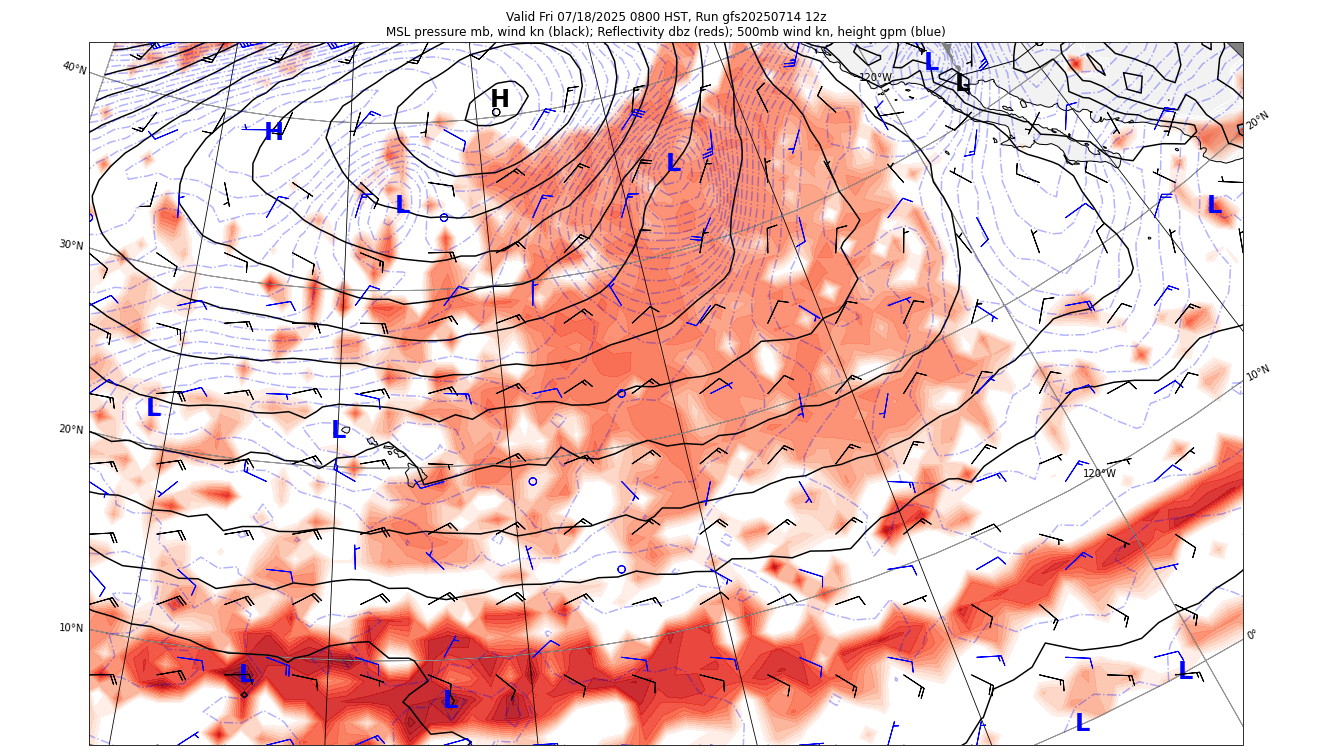 Valid Fri 07/18/2025 0800 HST, Run gfs20250714 12z
MSL pressure mb, wind kn (black); Reflectivity dbz (reds); 500mb wind kn, height gpm (blue)
40°N
120°W
L
L
20°N
H
H
L
L
L
30°N
10°N
L
20°N
L
120°W
10°N
0°
L
L
L
L